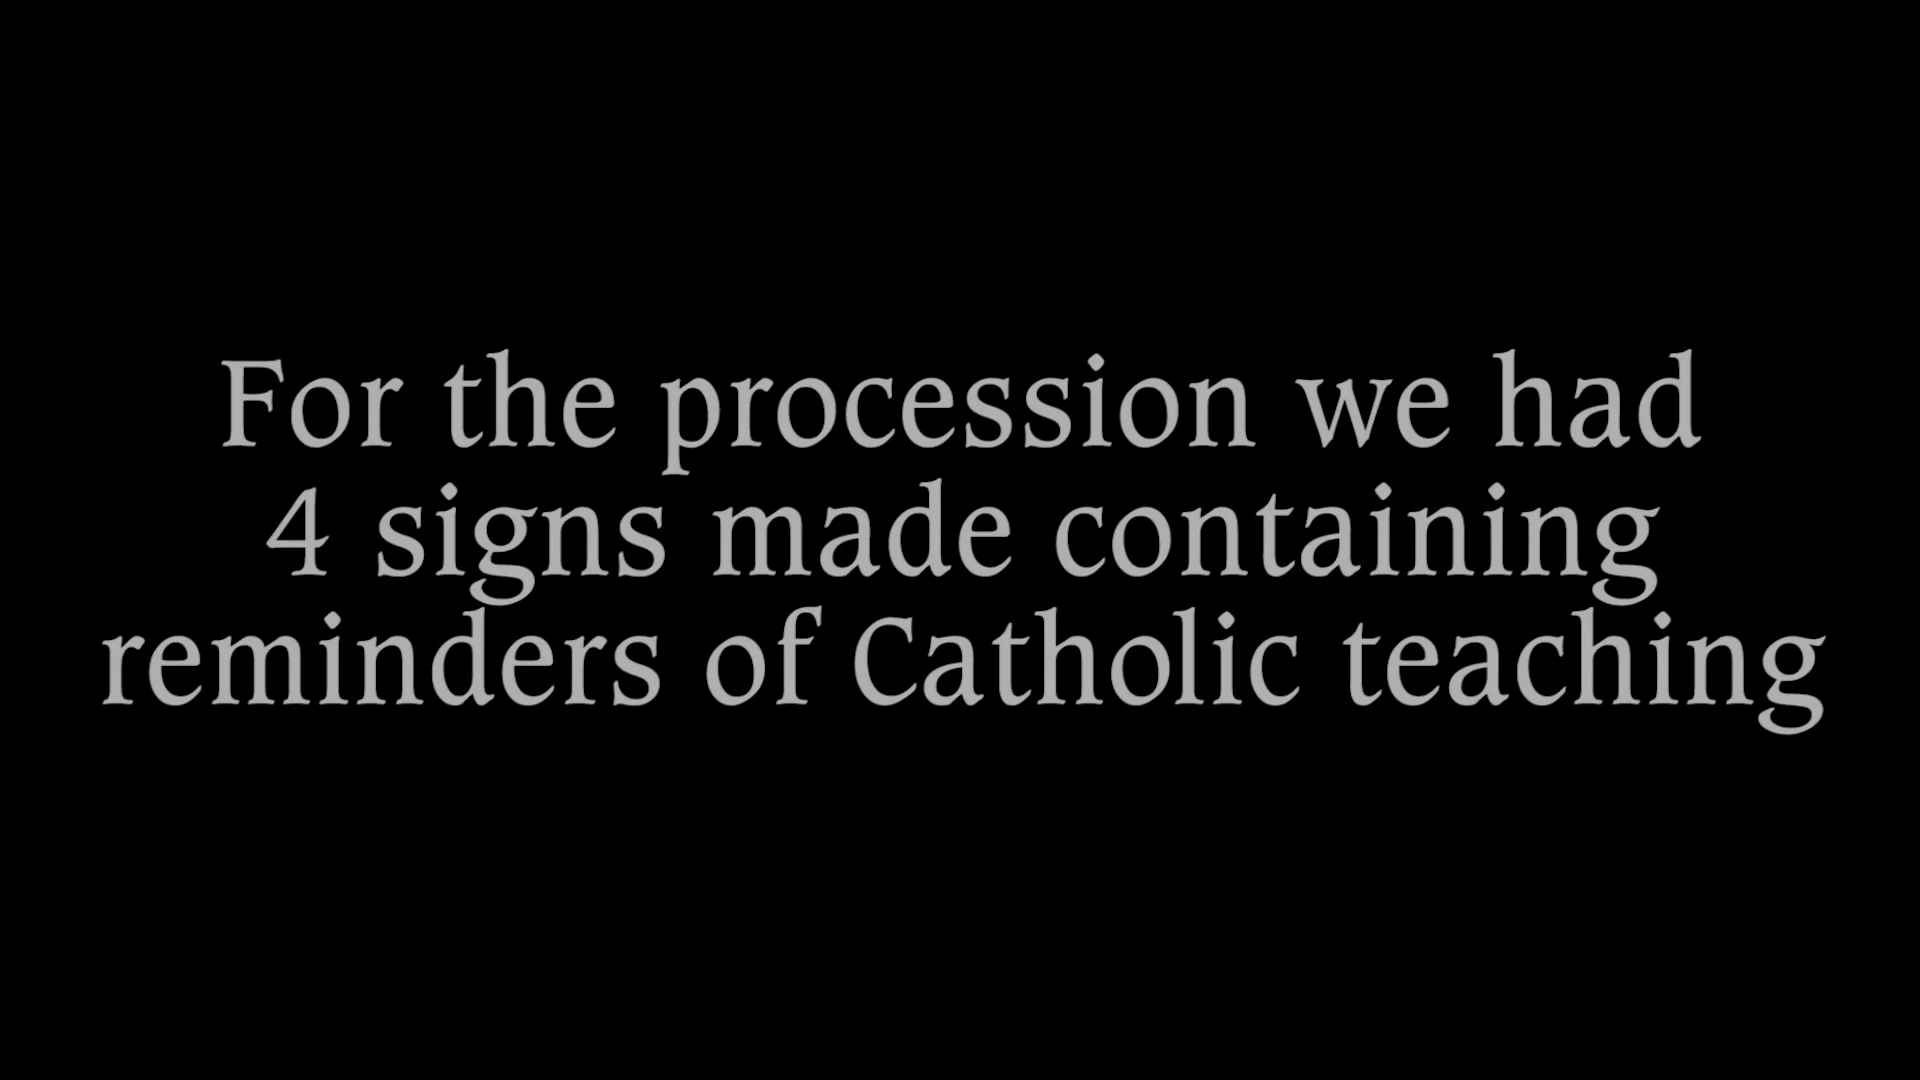 For the procession we had
4 signs made containing
reminders of Catholic teaching